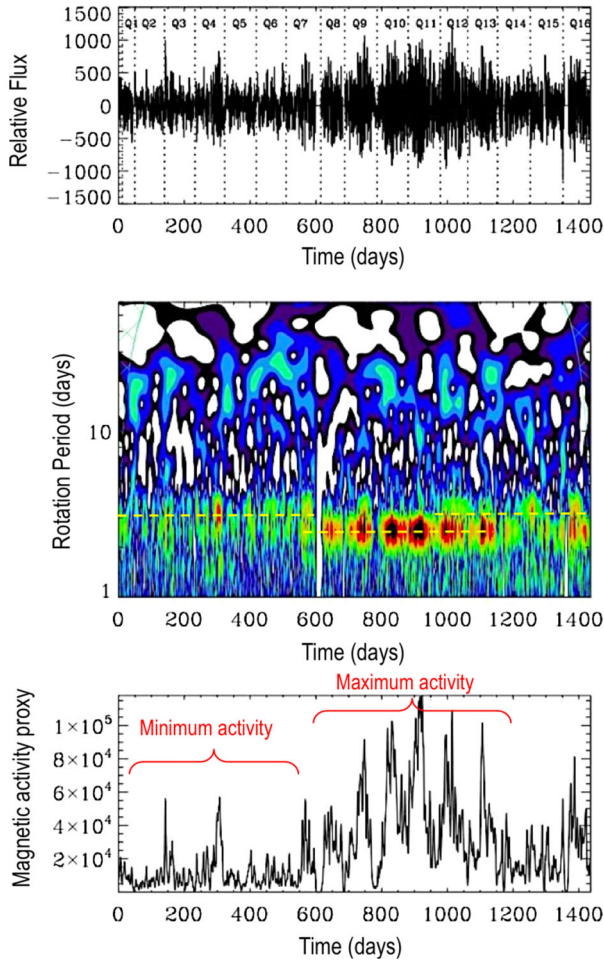 1500
Q1 Q2 Q3 Q4 Q5 Q6 Q7 Q8 Q9 Q10 Q11 Q12 Q13 Q14 Q15 Q16
1000
500
Relative Flux
0
−500
−1000
−1500
0 200 400 600 800 1000 1200 1400
Time (days)
Rotation Period (days)
10
1
0 200 400 600 800 1000 1200 1400
Time (days)
Maximum activity
Minimum activity
Magnetic activity proxy
1×10⁵
8×10⁴
6×10⁴
4×10⁴
2×10⁴
0 200 400 600 800 1000 1200 1400
Time (days)